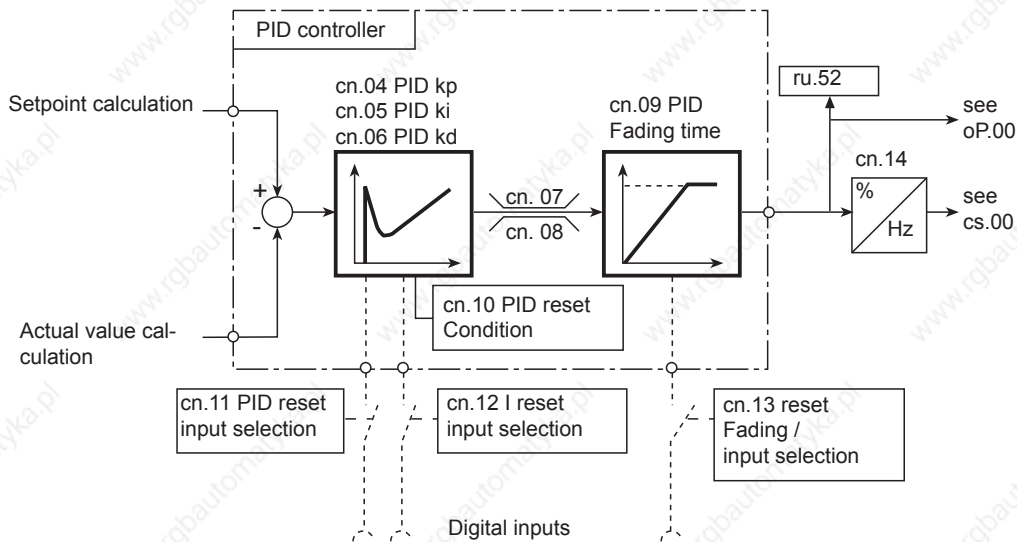 PID controller
Setpoint calculation
cn.04 PID kp
cn.05 PID ki
cn.06 PID kd
cn.09 PID
Fading time
ru.52
see
oP.00
cn.14
%
Hz
see
cs.00
+
-
cn. 07
cn. 08
cn.10 PID reset
Condition
Actual value cal-
culation
cn.11 PID reset
input selection
cn.12 I reset
input selection
cn.13 reset
Fading /
input selection
Digital inputs
www.rgbautomatyka.pl